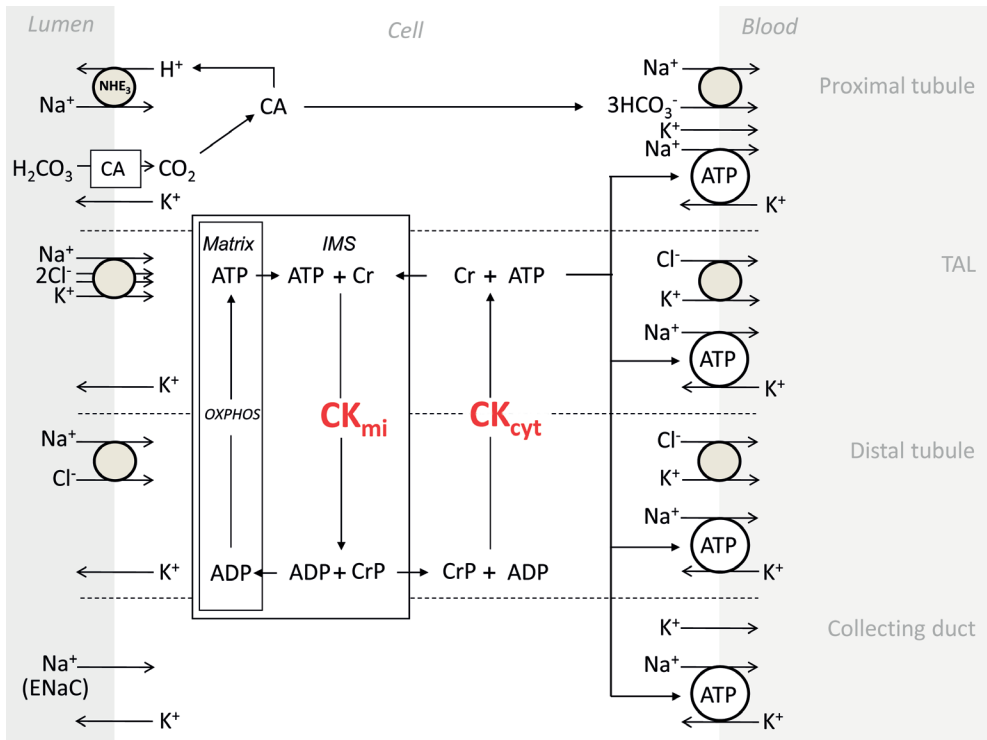 Lumen
Cell
Blood
Proximal tubule
H⁺
NHE₃
Na⁺
CA
H₂CO₃
CA
CO₂
K⁺
Na⁺
3HCO₃⁻
K⁺
Na⁺
ATP
K⁺
TAL
Na⁺
2Cl⁻
K⁺
K⁺
Matrix
IMS
ATP
ATP + Cr
Cr + ATP
OXPHOS
CKmi
CKcyt
ADP
ADP + CrP
CrP + ADP
Cl⁻
K⁺
Na⁺
ATP
K⁺
Distal tubule
Na⁺
Cl⁻
K⁺
Cl⁻
K⁺
Na⁺
ATP
K⁺
Collecting duct
Na⁺
(ENaC)
K⁺
K⁺
Na⁺
ATP
K⁺